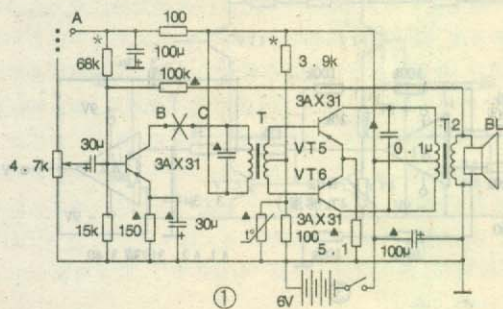 A
100
*
100μ
*
68k
3.9k
100k
3AX31
B
C
T
T2
BL
30μ
4.7k
3AX31
VT5
0.1μ
VT6
3AX31
15k
150
30μ
t°
100
5.1
100μ
6V
①